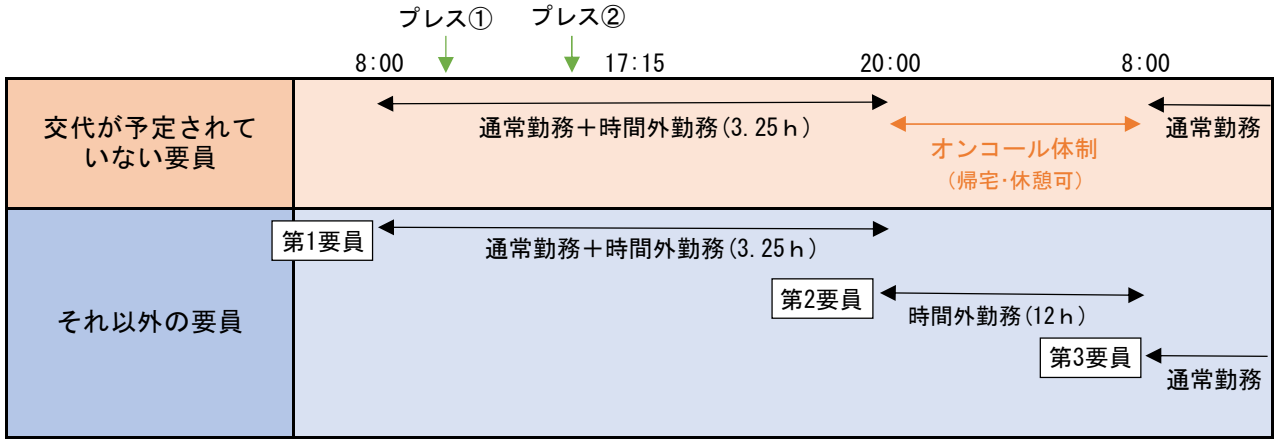 プレス① プレス②
8:00 17:15 20:00 8:00
交代が予定されて
いない要員
通常勤務＋時間外勤務(3.25ｈ)
オンコール体制
（帰宅･休憩可）
通常勤務
それ以外の要員
第1要員
通常勤務＋時間外勤務(3.25ｈ)
第2要員
時間外勤務(12ｈ)
第3要員
通常勤務